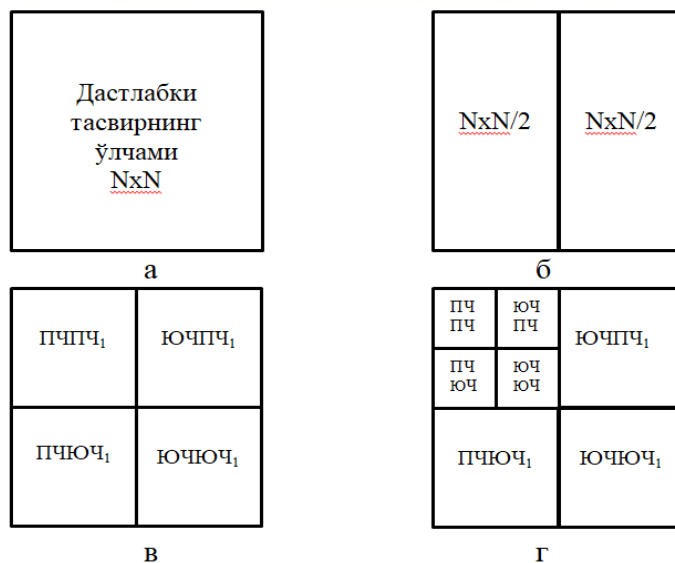 Дастлабки
тасвирнинг
ўлчами
NxN
NxN/2 NxN/2
а б
ПЧПЧ₁ ЮЧПЧ₁
ПЧ ЮЧ
ПЧ ПЧ
ЮЧПЧ₁
ПЧ ЮЧ
ЮЧ ЮЧ
ПЧЮЧ₁ ЮЧЮЧ₁
ПЧЮЧ₁ ЮЧЮЧ₁
в г